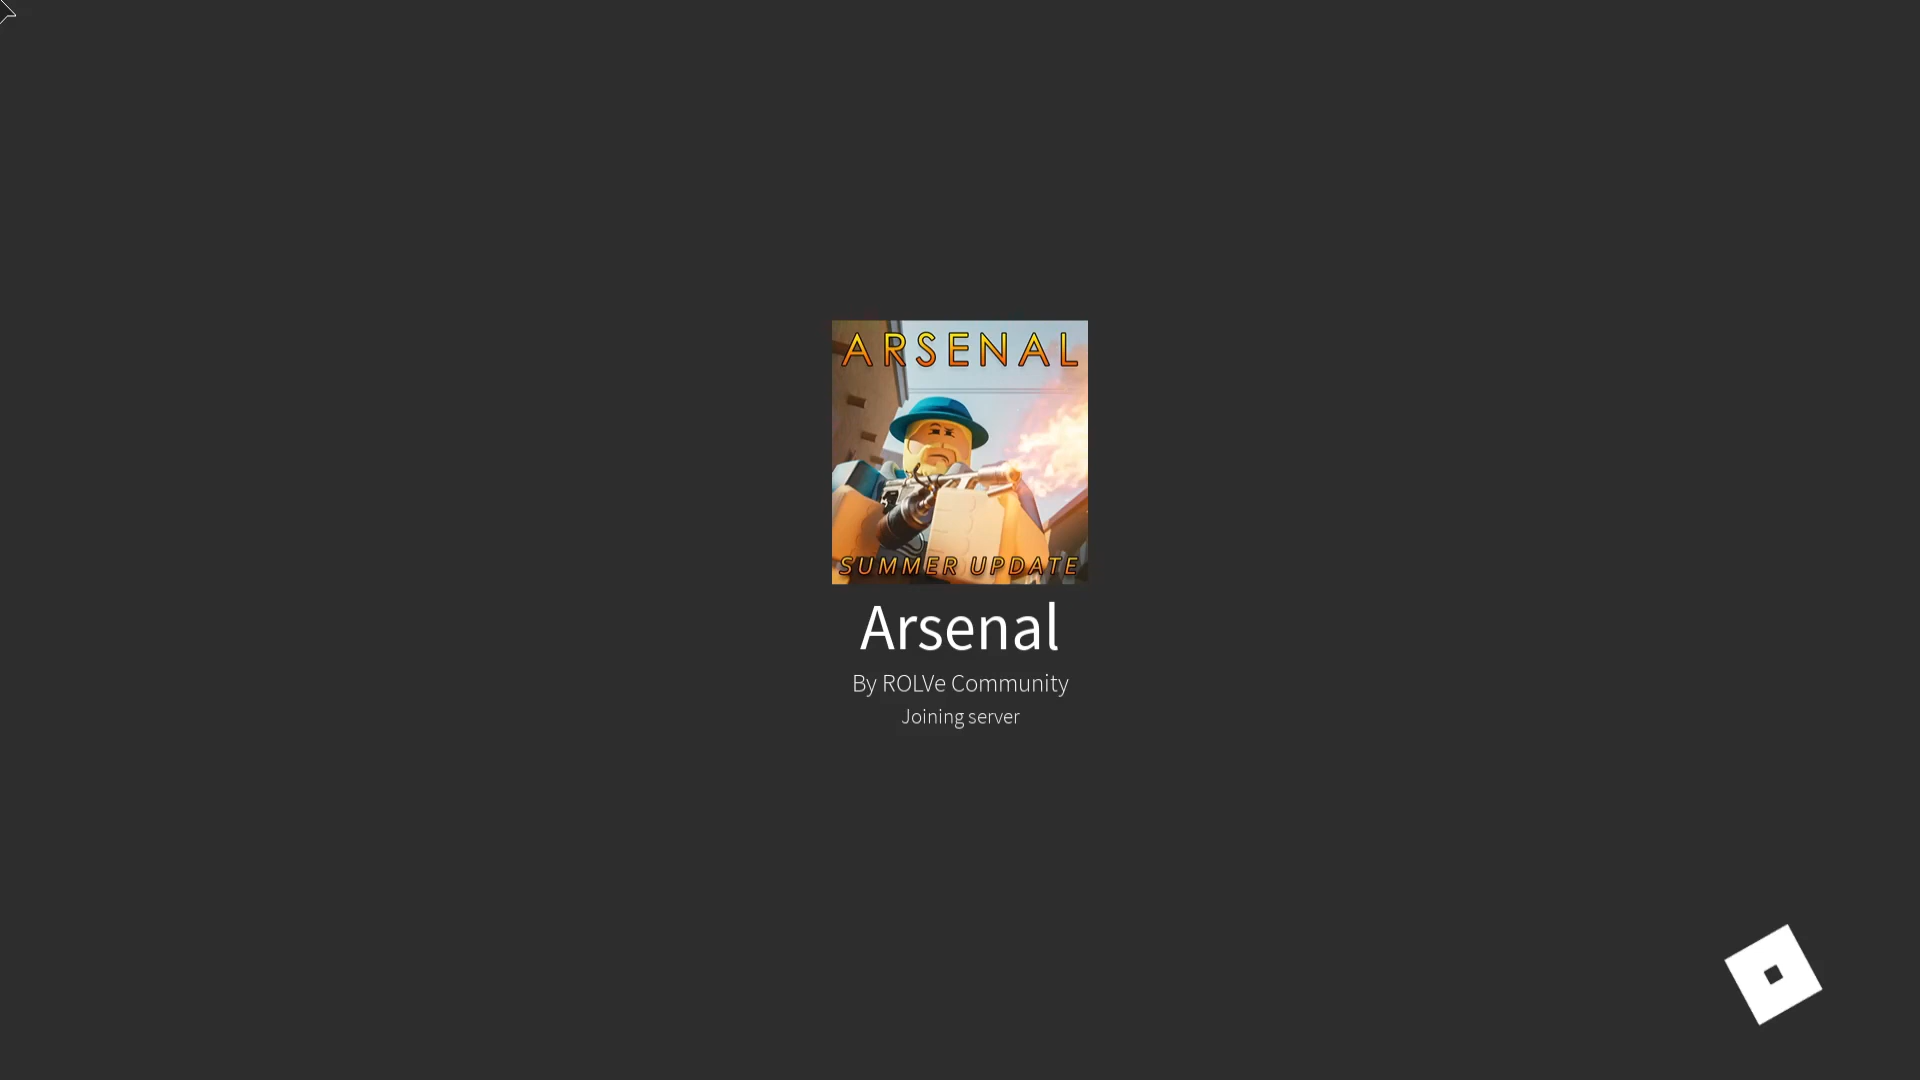 ARSENAL
SUMMER UPDATE
Arsenal
By ROLVe Community
Joining server